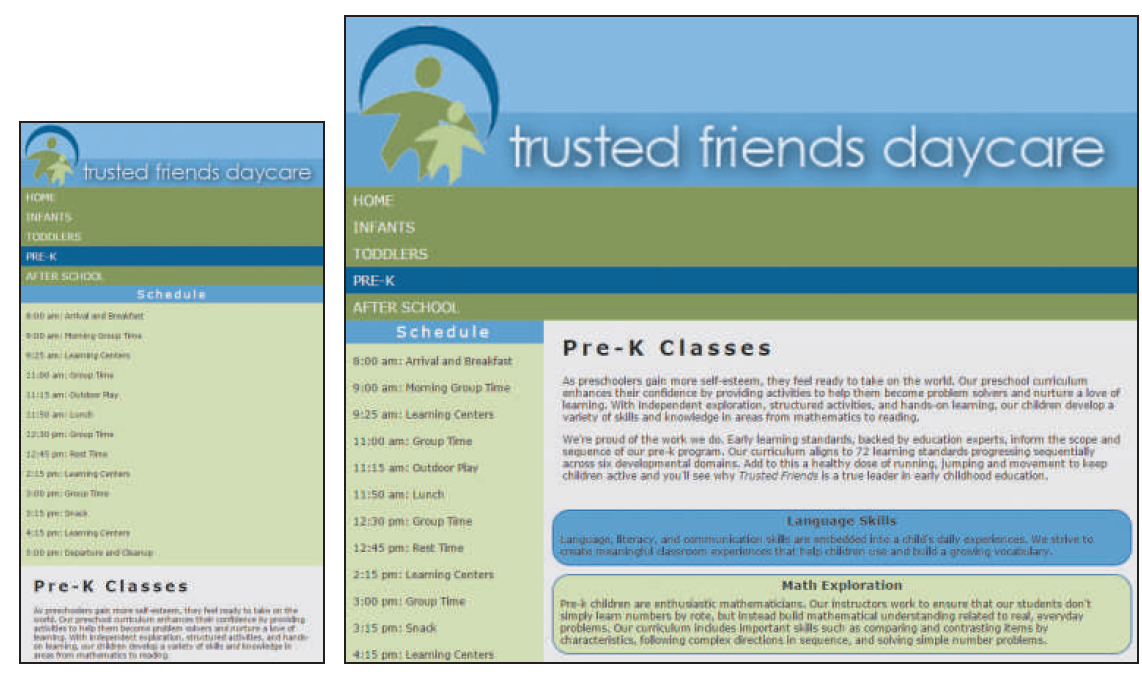 trusted friends daycare
HOME
INFANTS
TODDLERS
PRE-K
AFTER SCHOOL
Schedule
8:00 am: Arrival and Breakfast
9:00 am: Morning Group Time
9:25 am: Learning Centers
11:00 am: Group Time
11:15 am: Outdoor Play
11:50 am: Lunch
12:30 pm: Group Time
12:45 pm: Rest Time
2:15 pm: Learning Centers
3:00 pm: Group Time
3:15 pm: Snack
4:15 pm: Learning Centers
5:00 pm: Departure and Cleanup
Pre-K Classes
As preschoolers gain more self-esteem, they feel ready to take on the
world. Our preschool curriculum enhances their confidence by providing
activities to help them become problem solvers and nurture a love of
learning. With independent exploration, structured activities, and hands-
on learning, our children develop a variety of skills and knowledge in
areas from mathematics to reading.
trusted friends daycare
HOME
INFANTS
TODDLERS
PRE-K
AFTER SCHOOL
Schedule
8:00 am: Arrival and Breakfast
9:00 am: Morning Group Time
9:25 am: Learning Centers
11:00 am: Group Time
11:15 am: Outdoor Play
11:50 am: Lunch
12:30 pm: Group Time
12:45 pm: Rest Time
2:15 pm: Learning Centers
3:00 pm: Group Time
3:15 pm: Snack
4:15 pm: Learning Centers
Pre-K Classes
As preschoolers gain more self-esteem, they feel ready to take on the world. Our preschool curriculum
enhances their confidence by providing activities to help them become problem solvers and nurture a love of
learning. With independent exploration, structured activities, and hands-on learning, our children develop a
variety of skills and knowledge in areas from mathematics to reading.
We're proud of the work we do. Early learning standards, backed by education experts, inform the scope and
sequence of our pre-k program. Our curriculum aligns to 72 learning standards progressing sequentially
across six developmental domains. Add to this a healthy dose of running, jumping and movement to keep
children active and you'll see why Trusted Friends is a true leader in early childhood education.
Language Skills
Language, literacy, and communication skills are embedded into a child's daily experiences. We strive to
create meaningful classroom experiences that help children use and build a growing vocabulary.
Math Exploration
Pre-k children are enthusiastic mathematicians. Our instructors work to ensure that our students don't
simply learn numbers by rote, but instead build mathematical understanding related to real, everyday
problems. Our curriculum includes important skills such as comparing and contrasting items by
characteristics, following complex directions in sequence, and solving simple number problems.